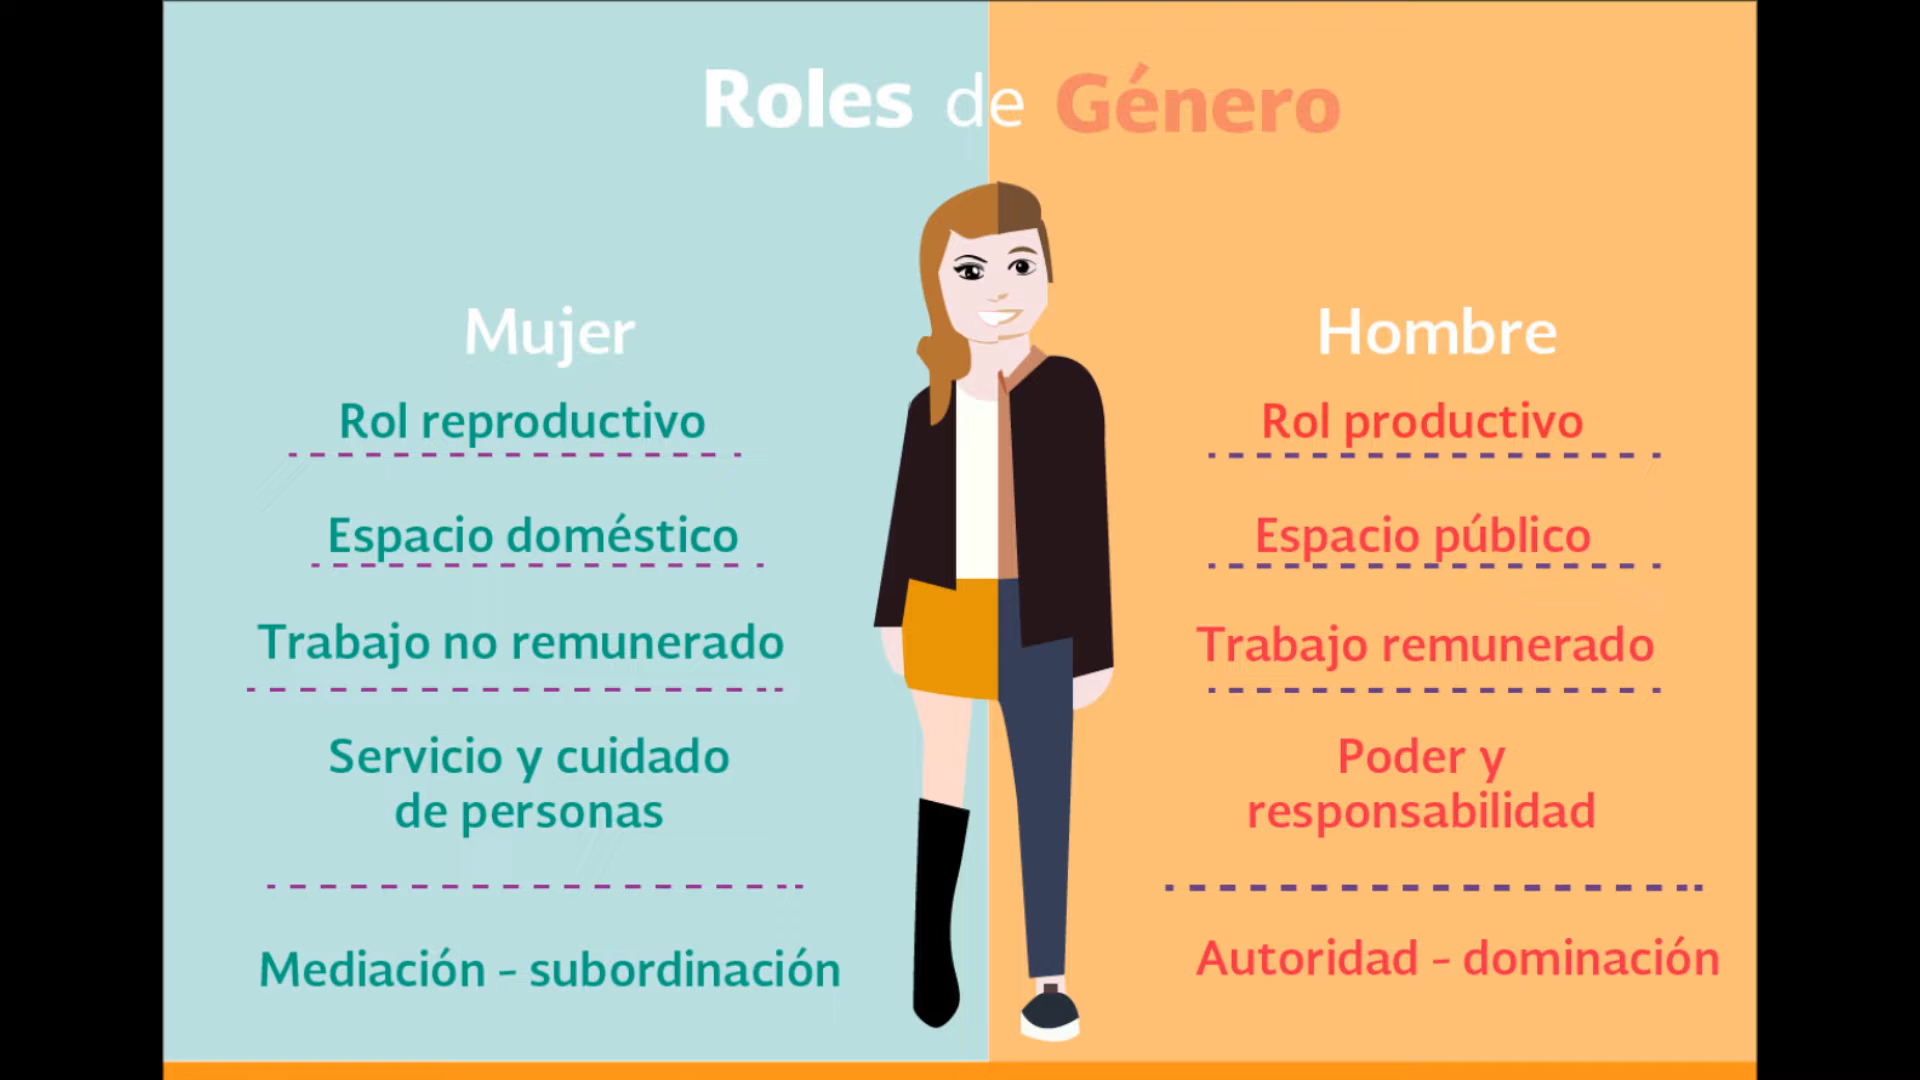 Roles de Género
Mujer
Rol reproductivo
Espacio doméstico
Trabajo no remunerado
Servicio y cuidado
de personas
Mediación - subordinación
Hombre
Rol productivo
Espacio público
Trabajo remunerado
Poder y
responsabilidad
Autoridad - dominación